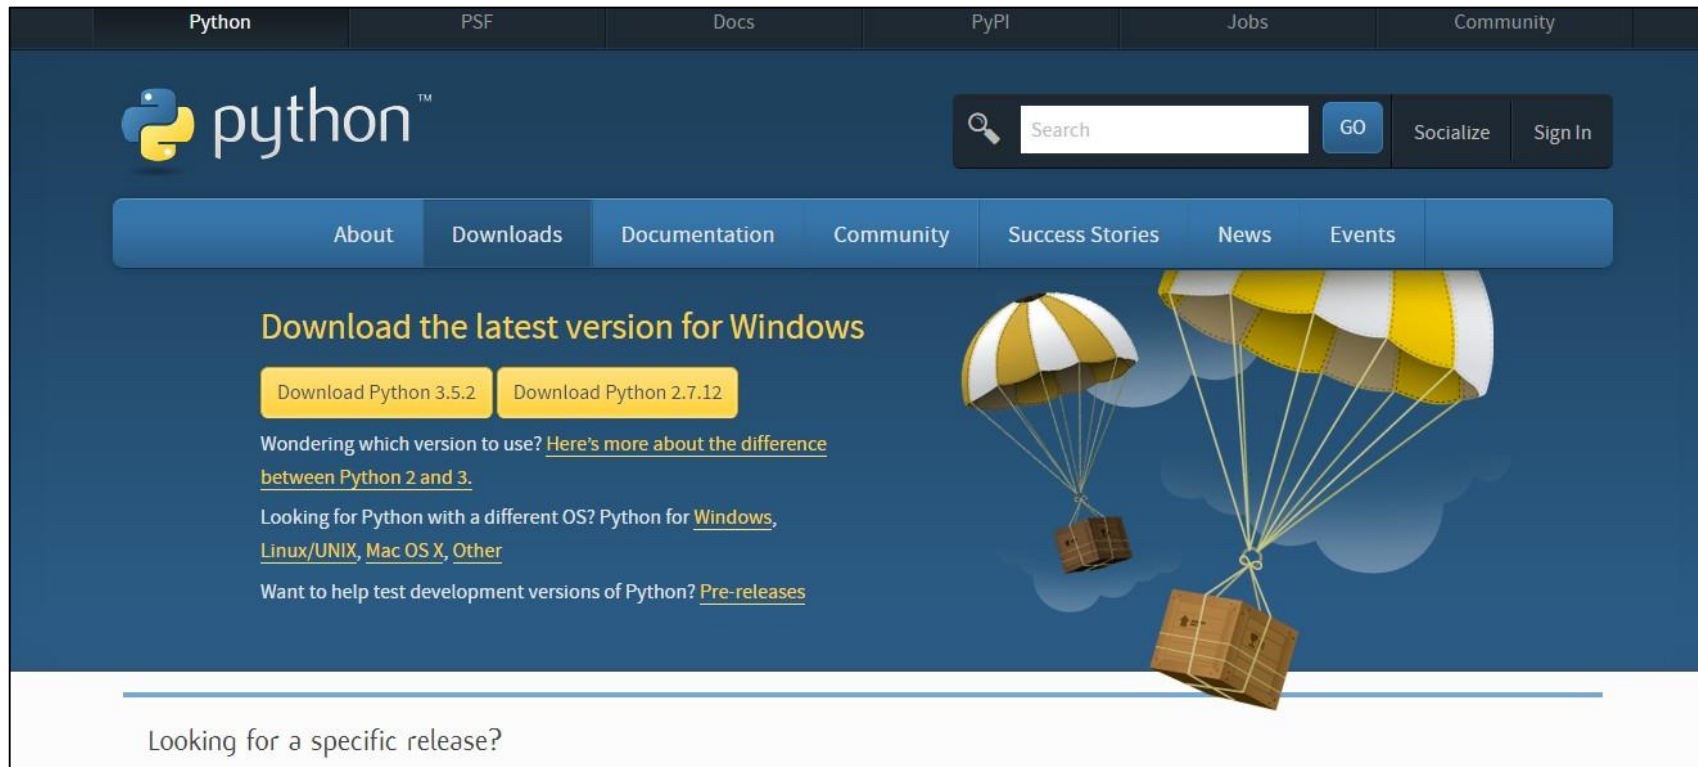 Python PSF Docs PyPI Jobs Community
python™
Search GO Socialize Sign In
About Downloads Documentation Community Success Stories News Events
Download the latest version for Windows
Download Python 3.5.2 Download Python 2.7.12
Wondering which version to use? Here's more about the difference
between Python 2 and 3.
Looking for Python with a different OS? Python for Windows,
Linux/UNIX, Mac OS X, Other
Want to help test development versions of Python? Pre-releases
Looking for a specific release?